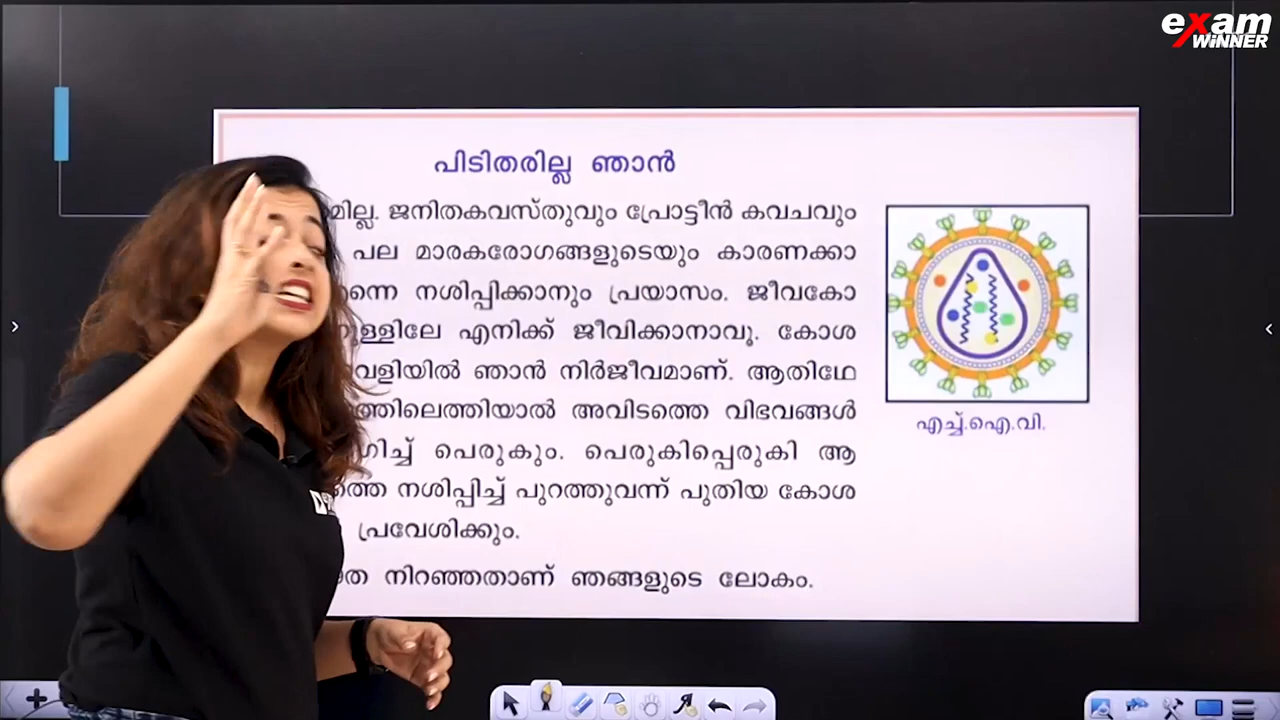 exam
WINNER
പിടിതരില്ല ഞാൻ
ജനിതകവസ്തുവും പ്രോട്ടീൻ കവചവും
പല മാരകരോഗങ്ങളുടെയും കാരണക്കാ
നശിപ്പിക്കാനും പ്രയാസം. ജീവകോ
എനിക്ക് ജീവിക്കാനാവൂ. കോശ
ഞാൻ നിർജീവമാണ്. ആതിഥേ
അവിടത്തെ വിഭവങ്ങൾ
പെരുകും. പെരുകിപ്പെരുകി ആ
നശിപ്പിച്ച് പുറത്തുവന്ന് പുതിയ കോശ
പ്രവേശിക്കും.
നിറഞ്ഞതാണ് ഞങ്ങളുടെ ലോകം.
എച്ച്.ഐ.വി.